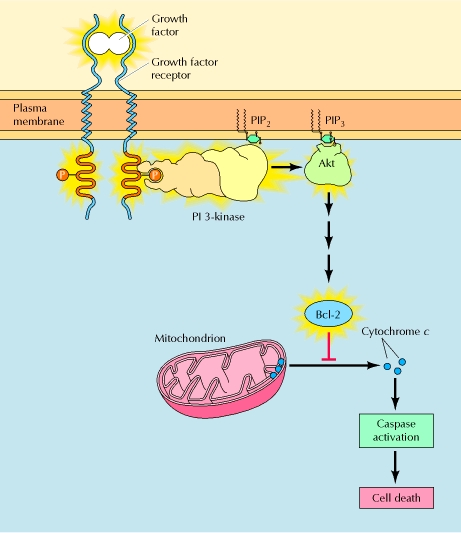 Growth
factor
Growth factor
receptor
Plasma
membrane
PIP2
PIP3
P
P
Akt
PI 3-kinase
Bcl-2
Mitochondrion
Cytochrome c
Caspase
activation
Cell death